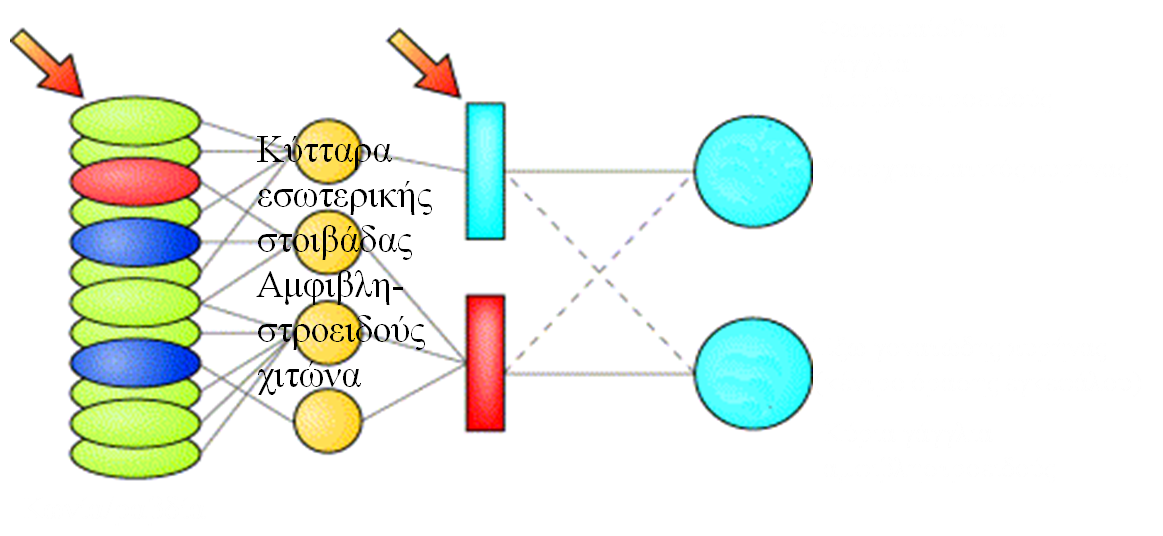 Κύτταρα
εσωτερικής
στοιβάδας
Αμφιβλη-
στροειδούς
χιτώνα